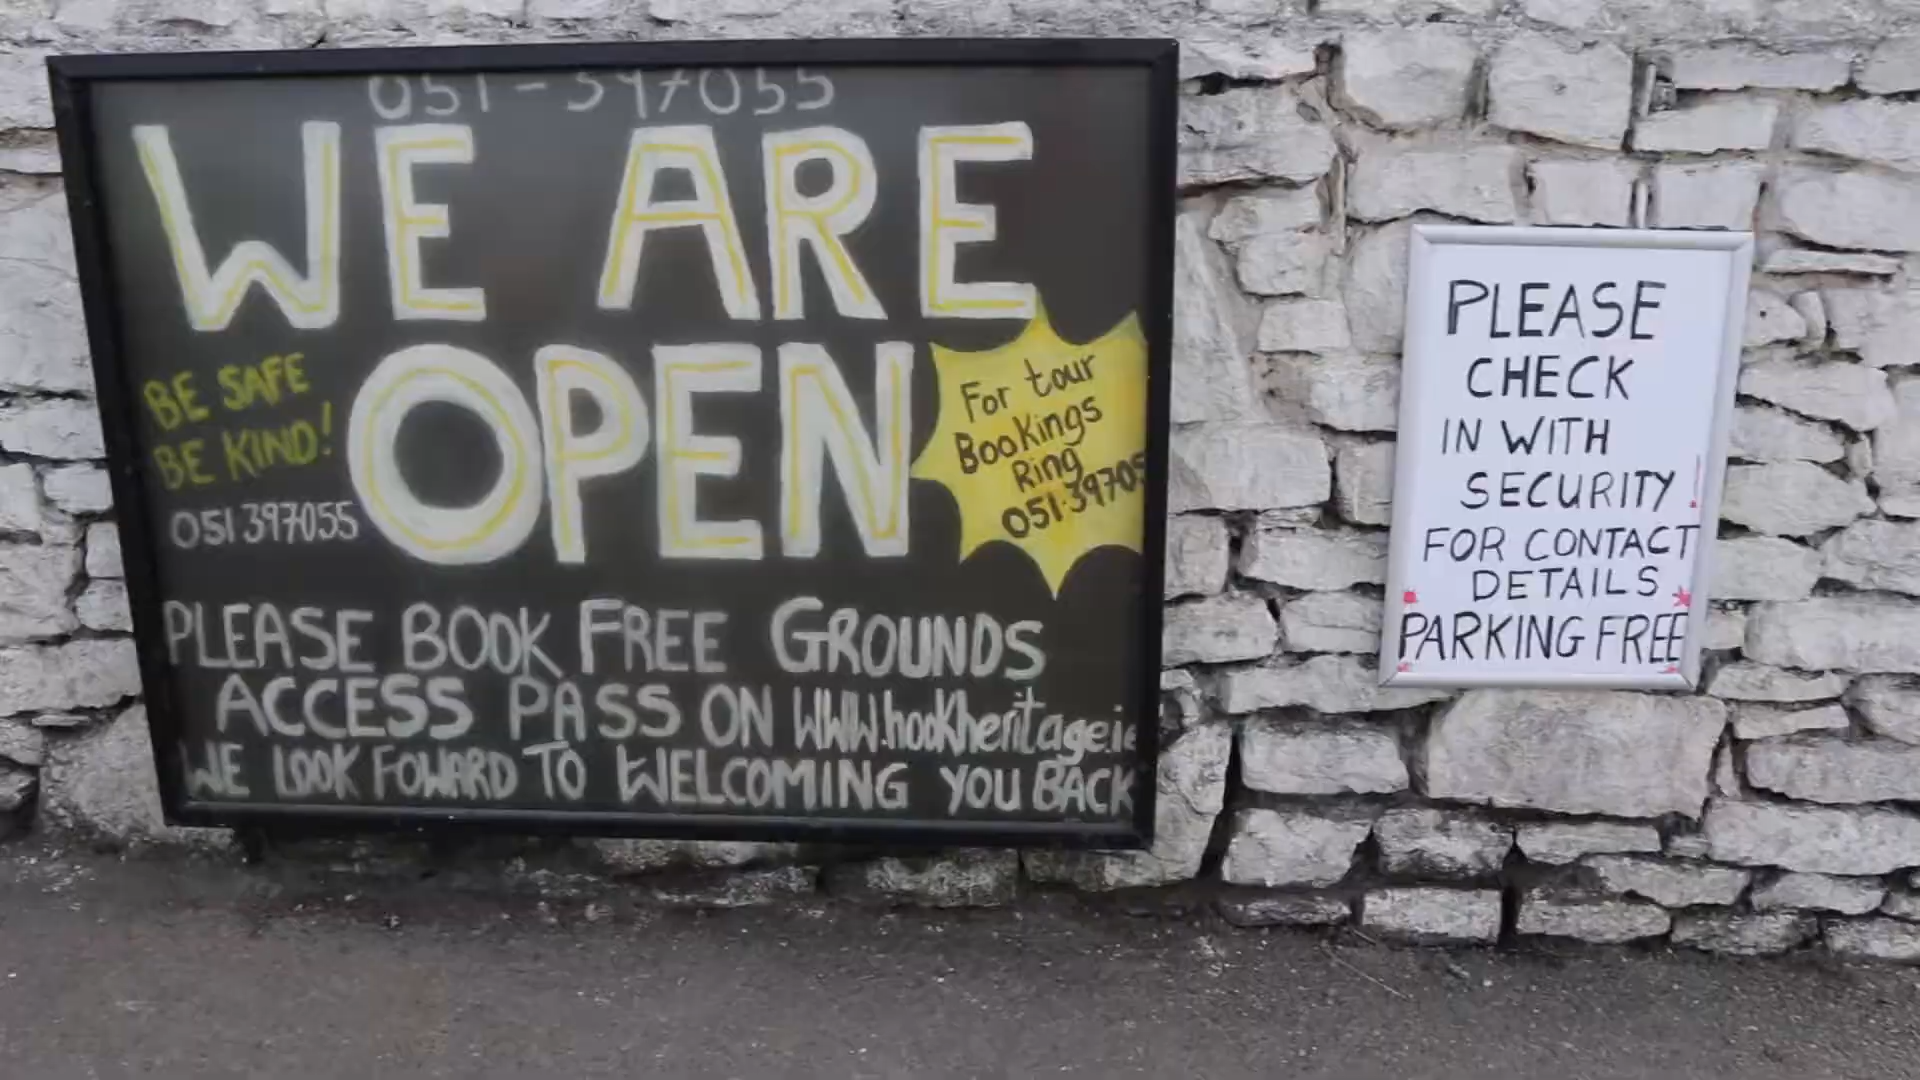 051-397055
WE ARE
OPEN
BE SAFE
BE KIND!
051 397055
For tour
Bookings
Ring
051·39705
PLEASE BOOK FREE GROUNDS
ACCESS PASS ON WWW.hookheritage.ie
WE LOOK FOWARD TO WELCOMING YOU BACK
PLEASE
CHECK
IN WITH
SECURITY
FOR CONTACT
DETAILS
PARKING FREE